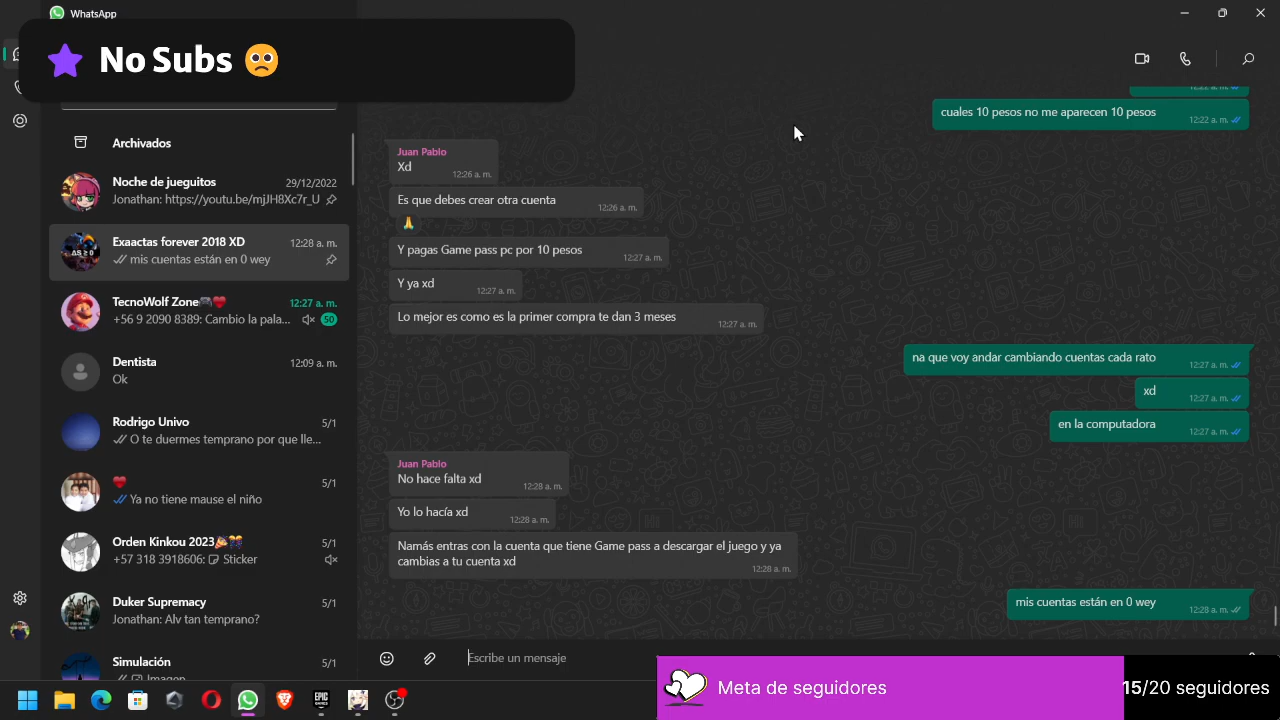 WhatsApp
No Subs 🙁
Archivados
Noche de jueguitos 29/12/2022
Jonathan: https://youtu.be/mjJH8Xc7r_U
Exaactas forever 2018 XD 12:28 a. m.
mis cuentas están en 0 wey
TecnoWolf Zone🎮❤️ 12:27 a. m.
+56 9 2090 8389: Cambio la pala... 50
Dentista 12:09 a. m.
Ok
Rodrigo Univo 5/1
O te duermes temprano por que lle...
❤️ 5/1
Ya no tiene mause el niño
Orden Kinkou 2023🎉🎊 5/1
+57 318 3918606: Sticker
Duker Supremacy 5/1
Jonathan: Alv tan temprano?
Simulación 5/1
Imagen
cuales 10 pesos no me aparecen 10 pesos 12:22 a. m.
Juan Pablo
Xd 12:26 a. m.
Es que debes crear otra cuenta 12:26 a. m.
🙏
Y pagas Game pass pc por 10 pesos 12:27 a. m.
Y ya xd 12:27 a. m.
Lo mejor es como es la primer compra te dan 3 meses 12:27 a. m.
na que voy andar cambiando cuentas cada rato 12:27 a. m.
xd 12:27 a. m.
en la computadora 12:27 a. m.
Juan Pablo
No hace falta xd 12:28 a. m.
Yo lo hacía xd 12:28 a. m.
Namás entras con la cuenta que tiene Game pass a descargar el juego y ya
cambias a tu cuenta xd 12:28 a. m.
mis cuentas están en 0 wey 12:28 a. m.
Escribe un mensaje
Meta de seguidores 15/20 seguidores
EPIC
GAMES